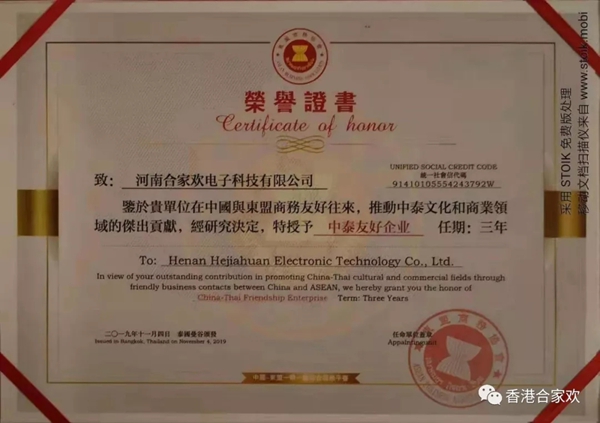 榮譽證書
Certificate of honor
UNIFIED SOCIAL CREDIT CODE
統一社會信代碼
91410105554243792W
致：河南合家欢电子科技有限公司
鑒於貴單位在中國與東盟商務友好往來，推動中泰文化和商業領
域的傑出貢獻，經研究決定，特授予 中泰友好企业 任期：三年
To: Henan Hejiahuan Electronic Technology Co., Ltd.
In view of your outstanding contribution in promoting China-Thai cultural and commercial fields through
friendly business contacts between China and ASEAN, we hereby grant you the honor of
China-Thai Friendship Enterprise Term: Three Years
二〇一九年十一月四日 泰國曼谷頒發
Issued in Bangkok, Thailand on November 4, 2019
任命單位蓋章
采用 STOIK 免费版处理
移动文档扫描仪来自 www.stoik.mobi
香港合家欢